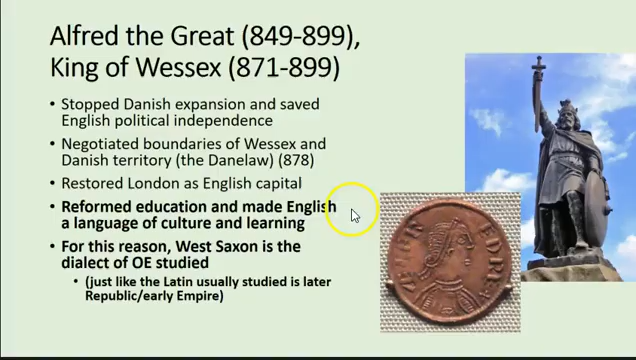 Alfred the Great (849-899),
King of Wessex (871-899)
• Stopped Danish expansion and saved
English political independence
• Negotiated boundaries of Wessex and
Danish territory (the Danelaw) (878)
• Restored London as English capital
• Reformed education and made English
a language of culture and learning
• For this reason, West Saxon is the
dialect of OE studied
• (just like the Latin usually studied is later
Republic/early Empire)